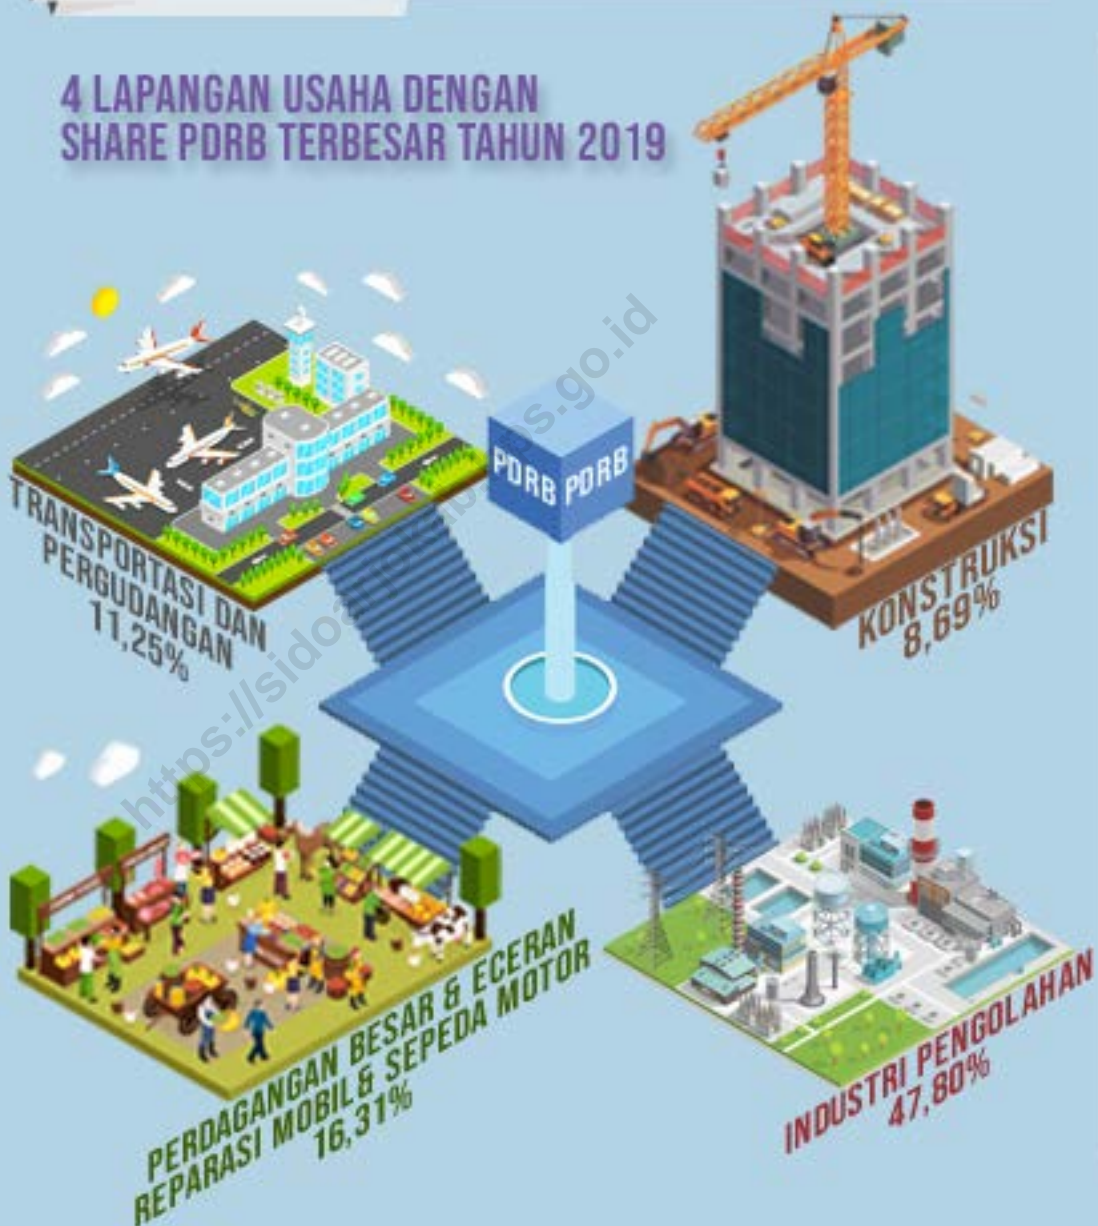 4 LAPANGAN USAHA DENGAN
SHARE PDRB TERBESAR TAHUN 2019
PDRB PDRB
TRANSPORTASI DAN
PERGUDANGAN
11,25%
KONSTRUKSI
8,69%
PERDAGANGAN BESAR & ECERAN
REPARASI MOBIL & SEPEDA MOTOR
16,31%
INDUSTRI PENGOLAHAN
47,80%